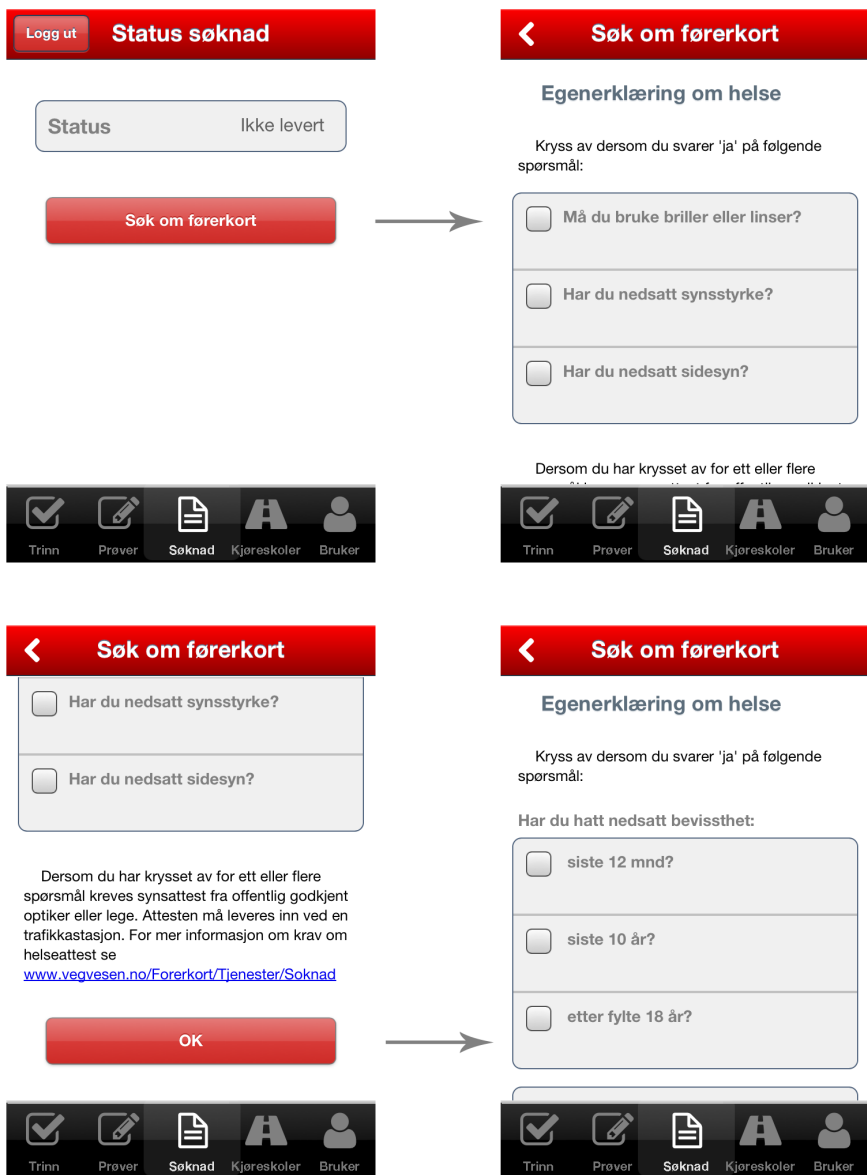 Logg ut
Status søknad
Status
Ikke levert
Søk om førerkort
Trinn
Prøver
Søknad
Kjøreskoler
Bruker
Søk om førerkort
Egenerklæring om helse
Kryss av dersom du svarer 'ja' på følgende
spørsmål:
Må du bruke briller eller linser?
Har du nedsatt synsstyrke?
Har du nedsatt sidesyn?
Dersom du har krysset av for ett eller flere
Trinn
Prøver
Søknad
Kjøreskoler
Bruker
Søk om førerkort
Har du nedsatt synsstyrke?
Har du nedsatt sidesyn?
Dersom du har krysset av for ett eller flere
spørsmål kreves synsattest fra offentlig godkjent
optiker eller lege. Attesten må leveres inn ved en
trafikkastasjon. For mer informasjon om krav om
helseattest se
www.vegvesen.no/Forerkort/Tjenester/Soknad
OK
Trinn
Prøver
Søknad
Kjøreskoler
Bruker
Søk om førerkort
Egenerklæring om helse
Kryss av dersom du svarer 'ja' på følgende
spørsmål:
Har du hatt nedsatt bevissthet:
siste 12 mnd?
siste 10 år?
etter fylte 18 år?
Trinn
Prøver
Søknad
Kjøreskoler
Bruker